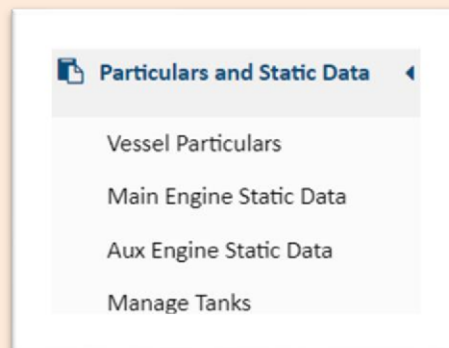 Particulars and Static Data
Vessel Particulars
Main Engine Static Data
Aux Engine Static Data
Manage Tanks